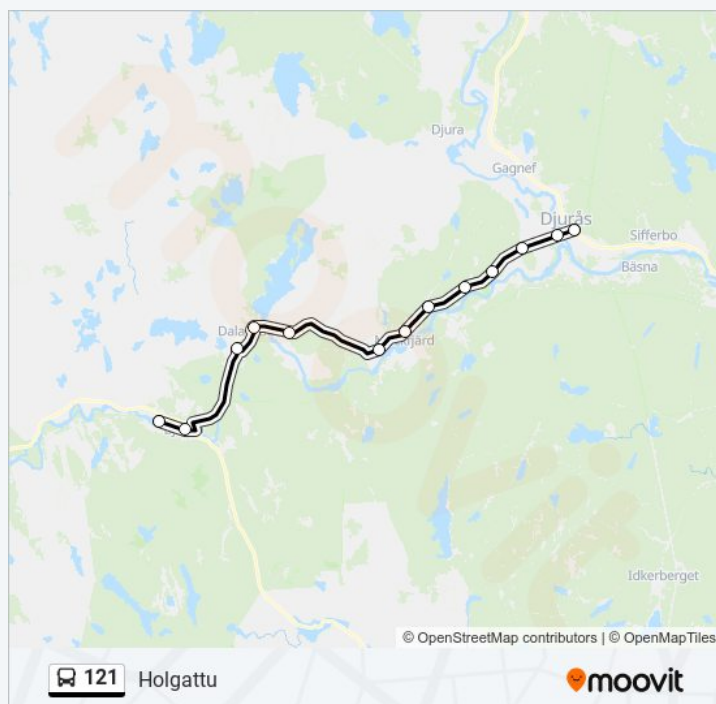 Djura
Gagnef
Djurås
Sifferbo
Bäsna
Dala
Idkerberget
© OpenStreetMap contributors | © OpenMapTiles
121 Holgattu
moovit